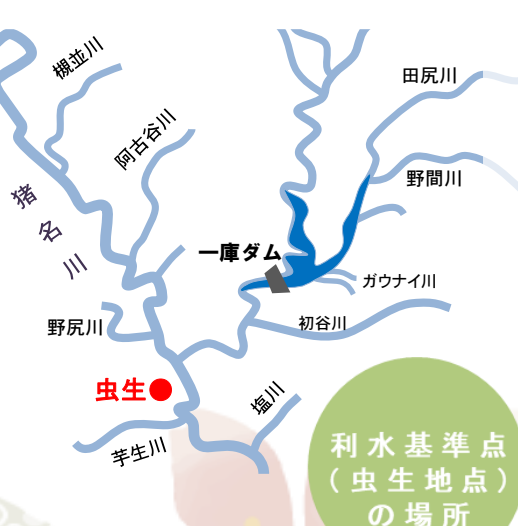 槻並川
田尻川
阿古谷川
野間川
猪名川
一庫ダム
ガウナイ川
初谷川
野尻川
虫生
塩川
芋生川
利水基準点
(虫生地点)
の場所